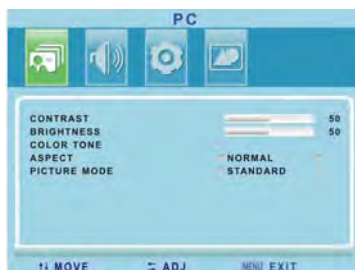 PC
CONTRAST 50
BRIGHTNESS 50
COLOR TONE
ASPECT NORMAL
PICTURE MODE STANDARD
MOVE ADJ MENU EXIT